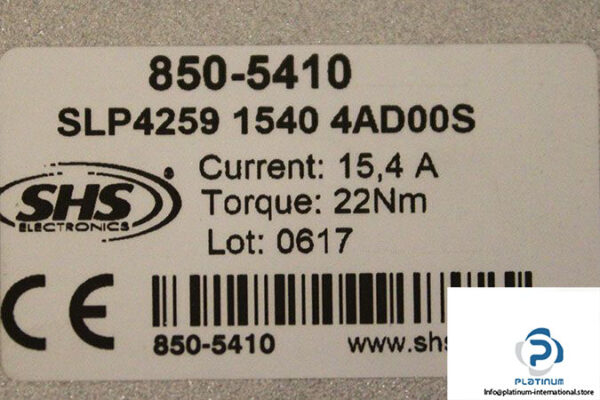 850-5410
SLP4259 1540 4AD00S
Current: 15,4 A
SHS
ELECTRONICS
Torque: 22Nm
Lot: 0617
CE
850-5410
www.shs
PLATINUM
Info@platinum-international.store